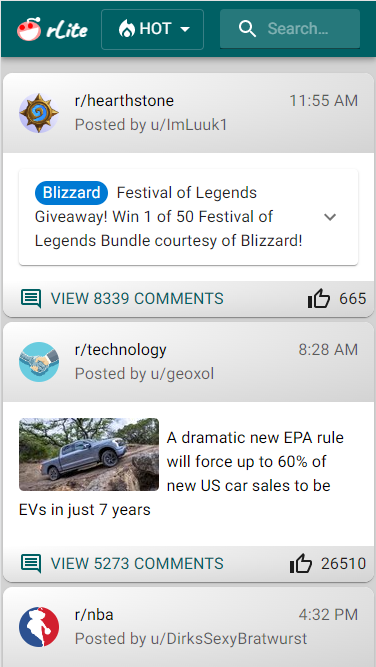 rLite HOT Search...
r/hearthstone 11:55 AM
Posted by u/ImLuuk1
Blizzard Festival of Legends
Giveaway! Win 1 of 50 Festival of
Legends Bundle courtesy of Blizzard!
VIEW 8339 COMMENTS 665
r/technology 8:28 AM
Posted by u/geoxol
A dramatic new EPA rule
will force up to 60% of
new US car sales to be
EVs in just 7 years
VIEW 5273 COMMENTS 26510
r/nba 4:32 PM
Posted by u/DirksSexyBratwurst